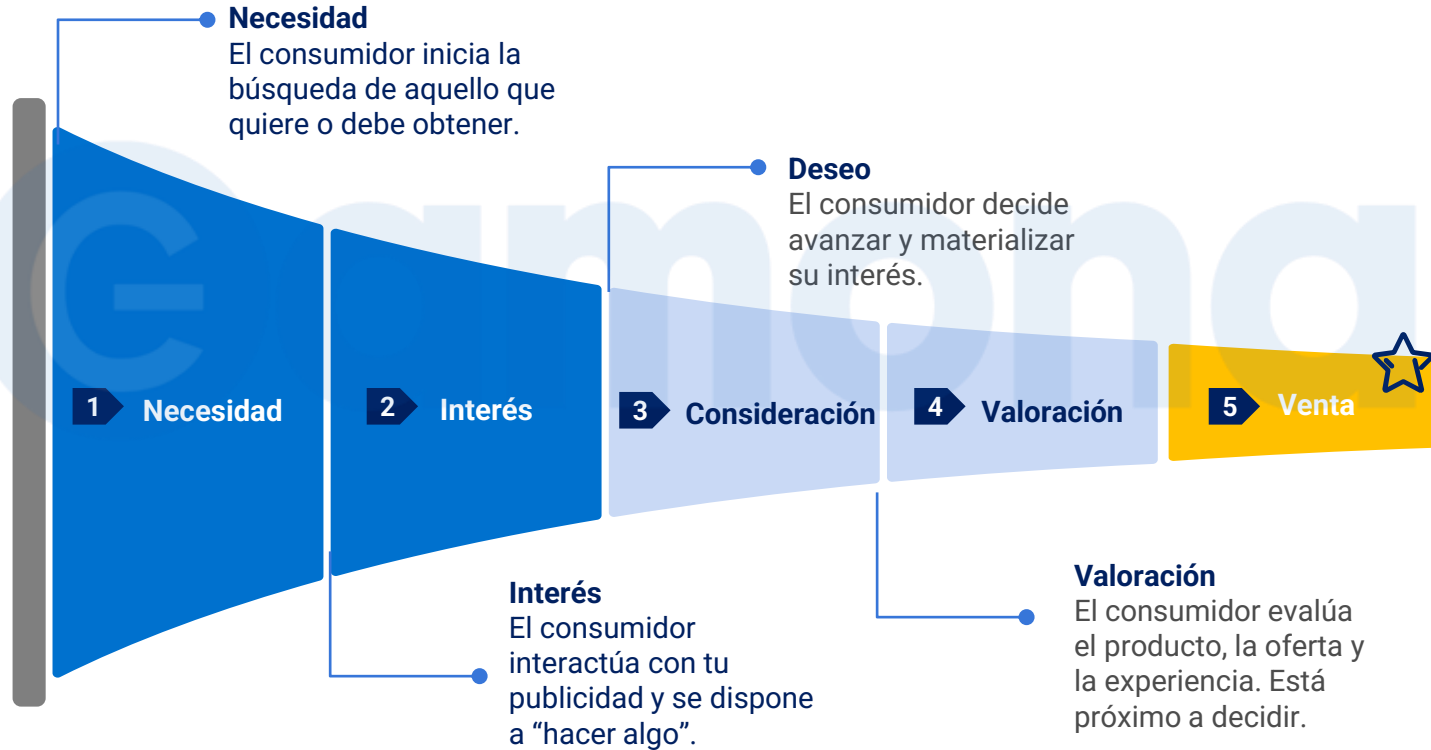 Necesidad
El consumidor inicia la
búsqueda de aquello que
quiere o debe obtener.
Deseo
El consumidor decide
avanzar y materializar
su interés.
amona
1 Necesidad
2 Interés
3 Consideración
4 Valoración
5 Venta
Interés
El consumidor
interactúa con tu
publicidad y se dispone
a “hacer algo”.
Valoración
El consumidor evalúa
el producto, la oferta y
la experiencia. Está
próximo a decidir.